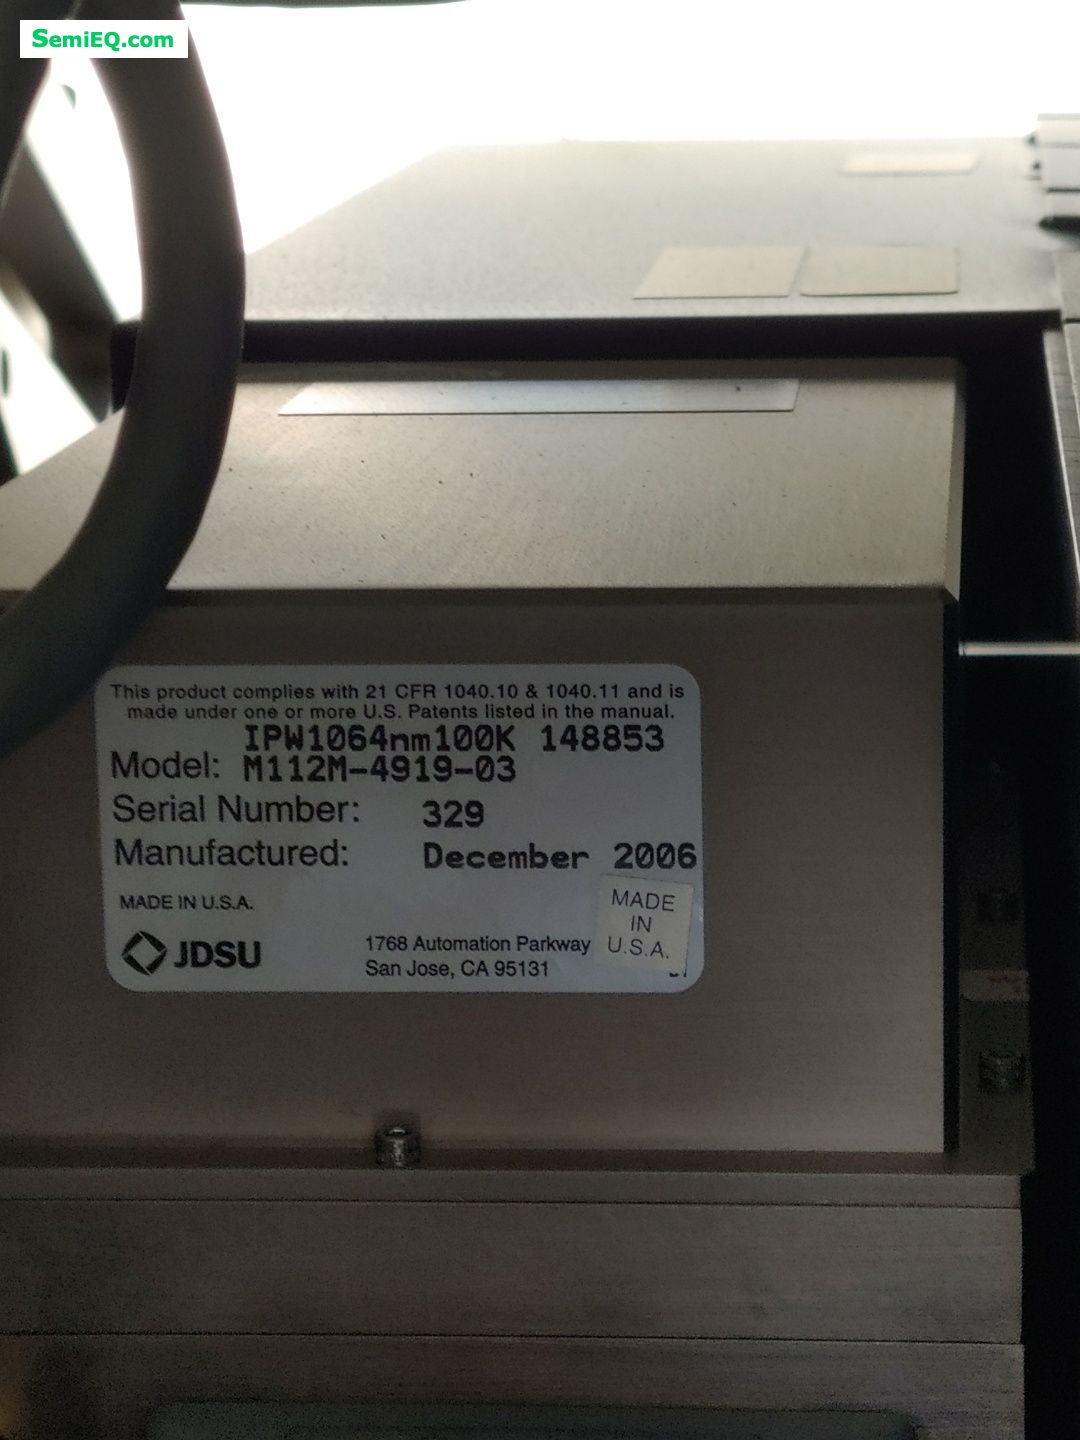 SemiEQ.com
This product complies with 21 CFR 1040.10 & 1040.11 and is
made under one or more U.S. Patents listed in the manual.
IPW1064nm100K 148853
Model: M112M-4919-03
Serial Number: 329
Manufactured: December 2006
MADE IN U.S.A.
MADE
IN
U.S.A.
JDSU
1768 Automation Parkway
San Jose, CA 95131